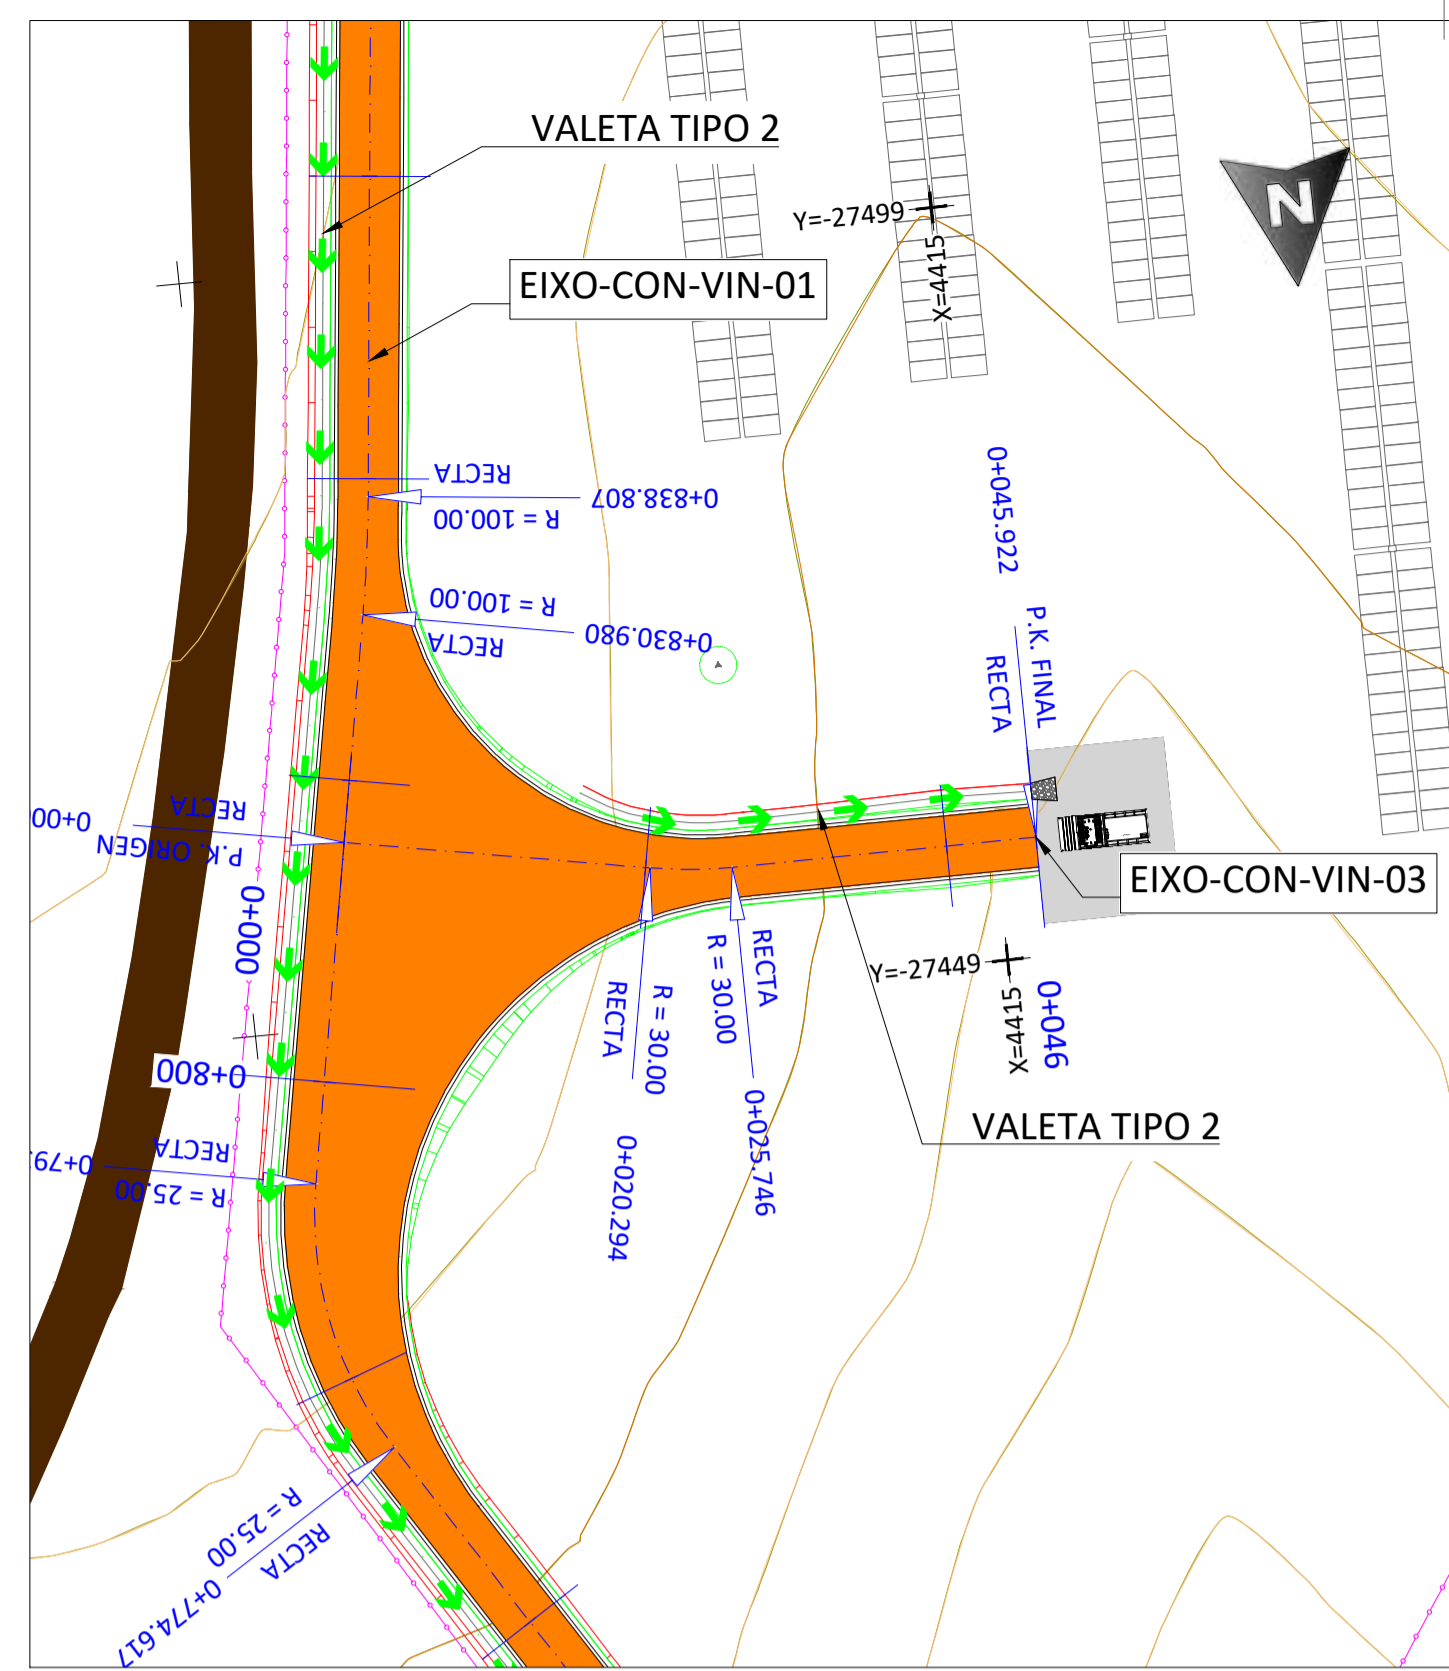 VALETA TIPO 2
EIXO-CON-VIN-01
Y=-27499
X=4415
N
RECTA
0+838.807
R = 100.00
R = 100.00
0+830.980
RECTA
0+045.922
P.K. FINAL
RECTA
RECTA
0+00
P.K. ORIGEN
0+000
EIXO-CON-VIN-03
RECTA
R = 30.00
0+025.746
R = 30.00
RECTA
0+020.294
Y=-27449
X=4415
0+046
VALETA TIPO 2
0+800
RECTA
0+79
R = 25.00
R = 25.00
0+774.617
RECTA